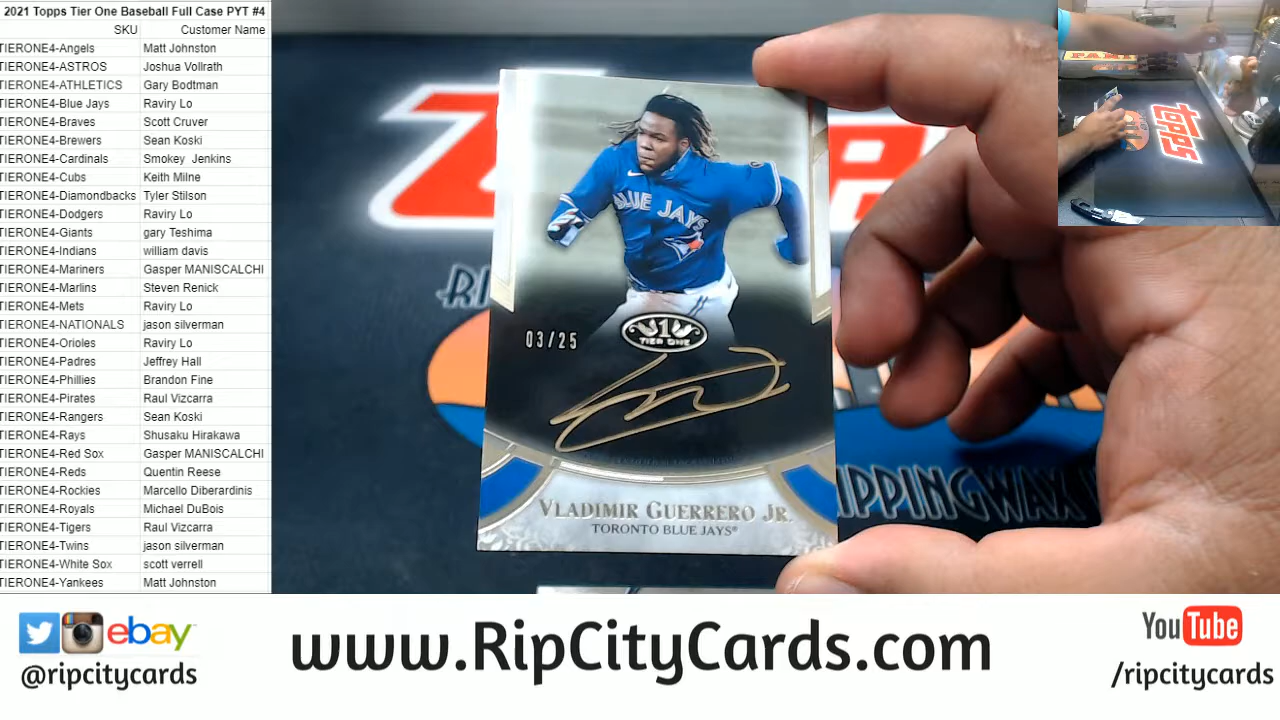 2021 Topps Tier One Baseball Full Case PYT #4
SKU Customer Name
TIERONE4-Angels Matt Johnston
TIERONE4-ASTROS Joshua Vollrath
TIERONE4-ATHLETICS Gary Bodtman
TIERONE4-Blue Jays Raviry Lo
TIERONE4-Braves Scott Cruver
TIERONE4-Brewers Sean Koski
TIERONE4-Cardinals Smokey Jenkins
TIERONE4-Cubs Keith Milne
TIERONE4-Diamondbacks Tyler Stilson
TIERONE4-Dodgers Raviry Lo
TIERONE4-Giants gary Teshima
TIERONE4-Indians william davis
TIERONE4-Mariners Gasper MANISCALCHI
TIERONE4-Marlins Steven Renick
TIERONE4-Mets Raviry Lo
TIERONE4-NATIONALS jason silverman
TIERONE4-Orioles Raviry Lo
TIERONE4-Padres Jeffrey Hall
TIERONE4-Phillies Brandon Fine
TIERONE4-Pirates Raul Vizcarra
TIERONE4-Rangers Sean Koski
TIERONE4-Rays Shusaku Hirakawa
TIERONE4-Red Sox Gasper MANISCALCHI
TIERONE4-Reds Quentin Reese
TIERONE4-Rockies Marcello Diberardinis
TIERONE4-Royals Michael DuBois
TIERONE4-Tigers Raul Vizcarra
TIERONE4-Twins jason silverman
TIERONE4-White Sox scott verrell
TIERONE4-Yankees Matt Johnston
BLUE JAYS
03/25
1
TIER ONE
VLADIMIR GUERRERO JR.
TORONTO BLUE JAYS
RI
RIPPINGWAX
topps
ebay
@ripcitycards
www.RipCityCards.com
YouTube
/ripcitycards